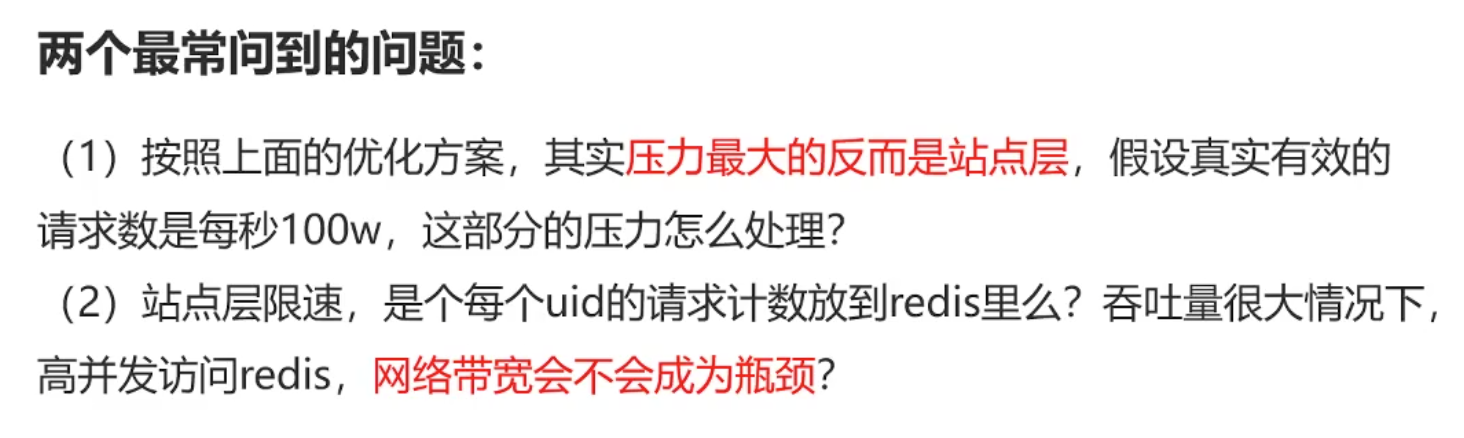 两个最常问到的问题：
（1）按照上面的优化方案，其实压力最大的反而是站点层，假设真实有效的
请求数是每秒100w，这部分的压力怎么处理？
（2）站点层限速，是个每个uid的请求计数放到redis里么？吞吐量很大情况下，
高并发访问redis，网络带宽会不会成为瓶颈？